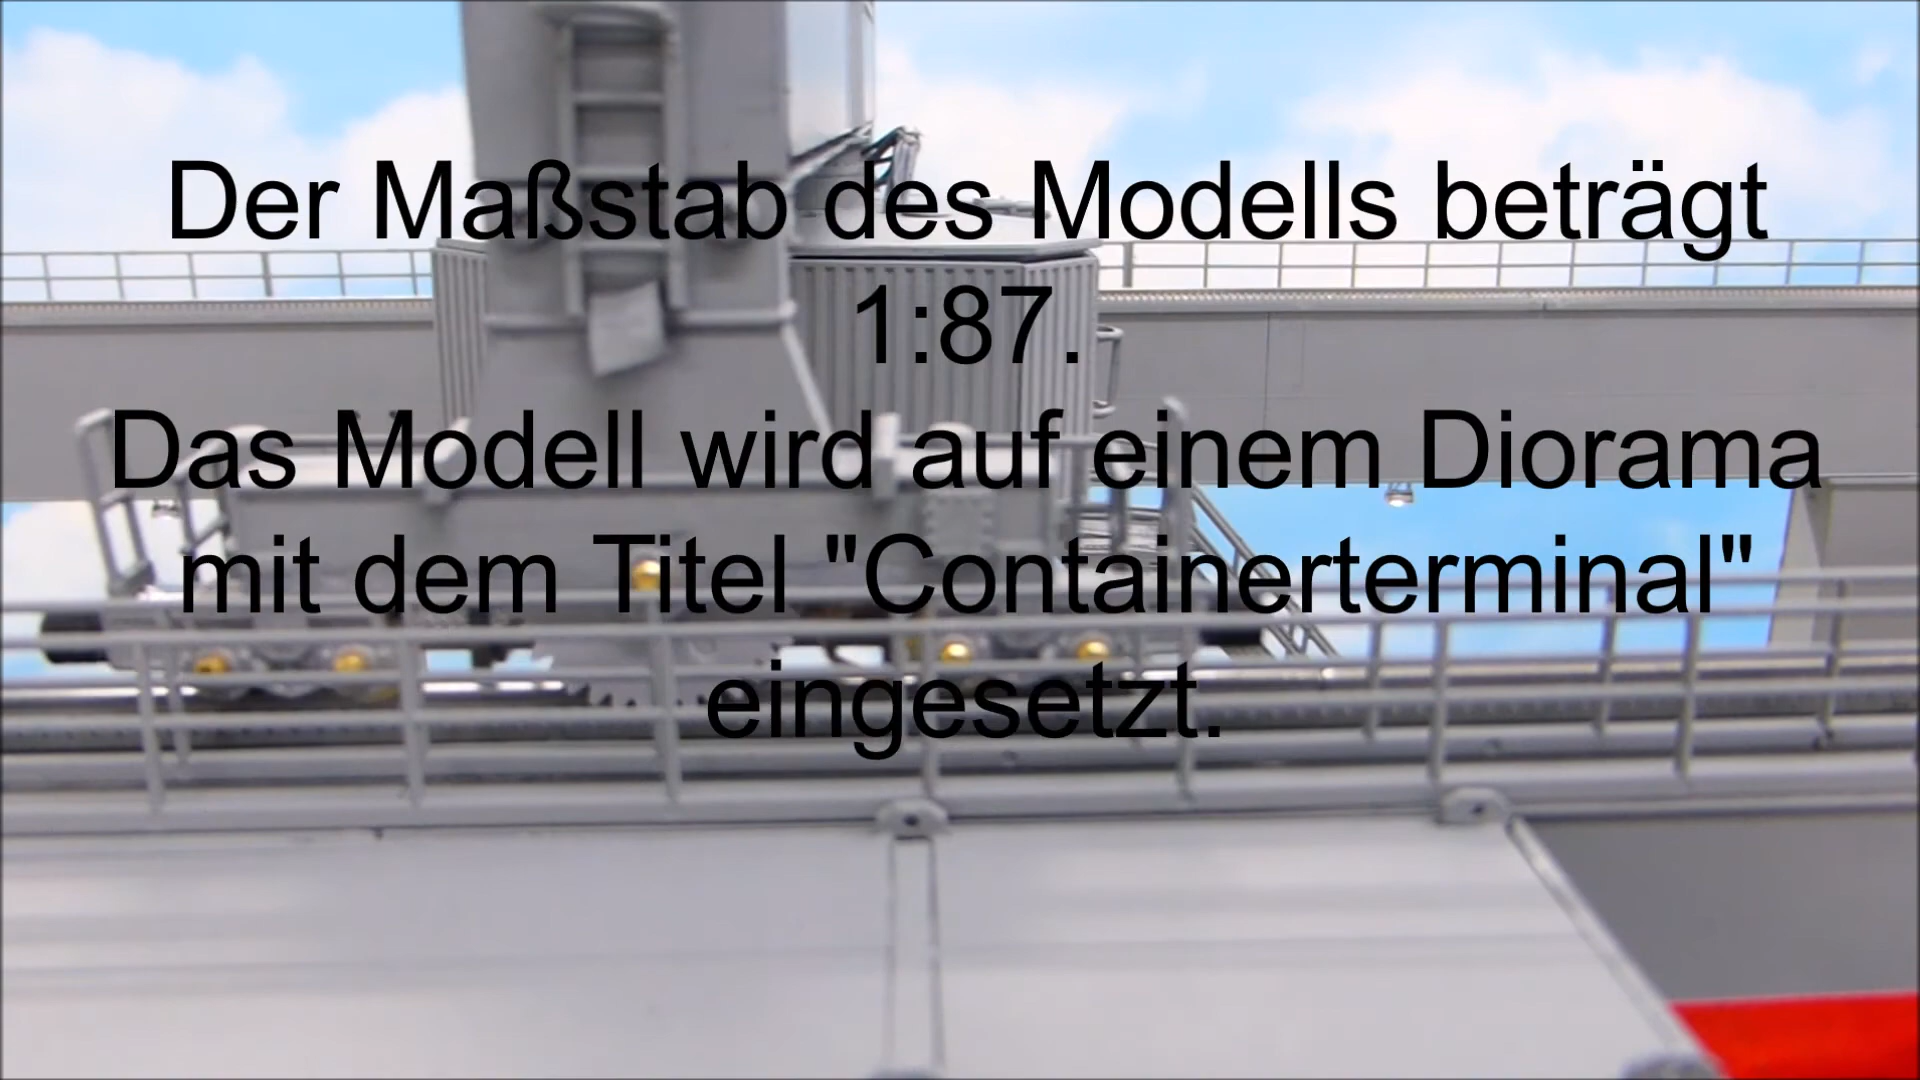 Der Maßstab des Modells beträgt
1:87.
Das Modell wird auf einem Diorama
mit dem Titel "Containerterminal"
eingesetzt.